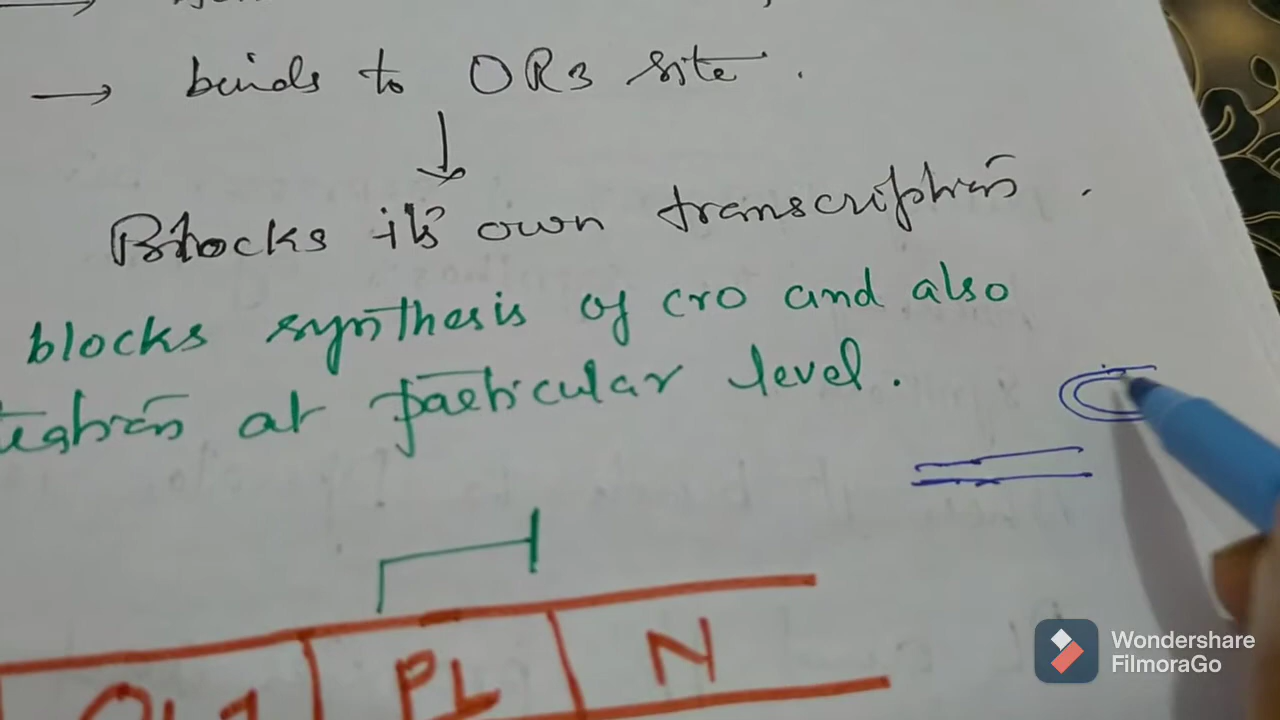 → binds to OR3 site.
↓
Blocks it's own transcription.
blocks synthesis of cro and also
at particular level.
PL N
Wondershare
FilmoraGo